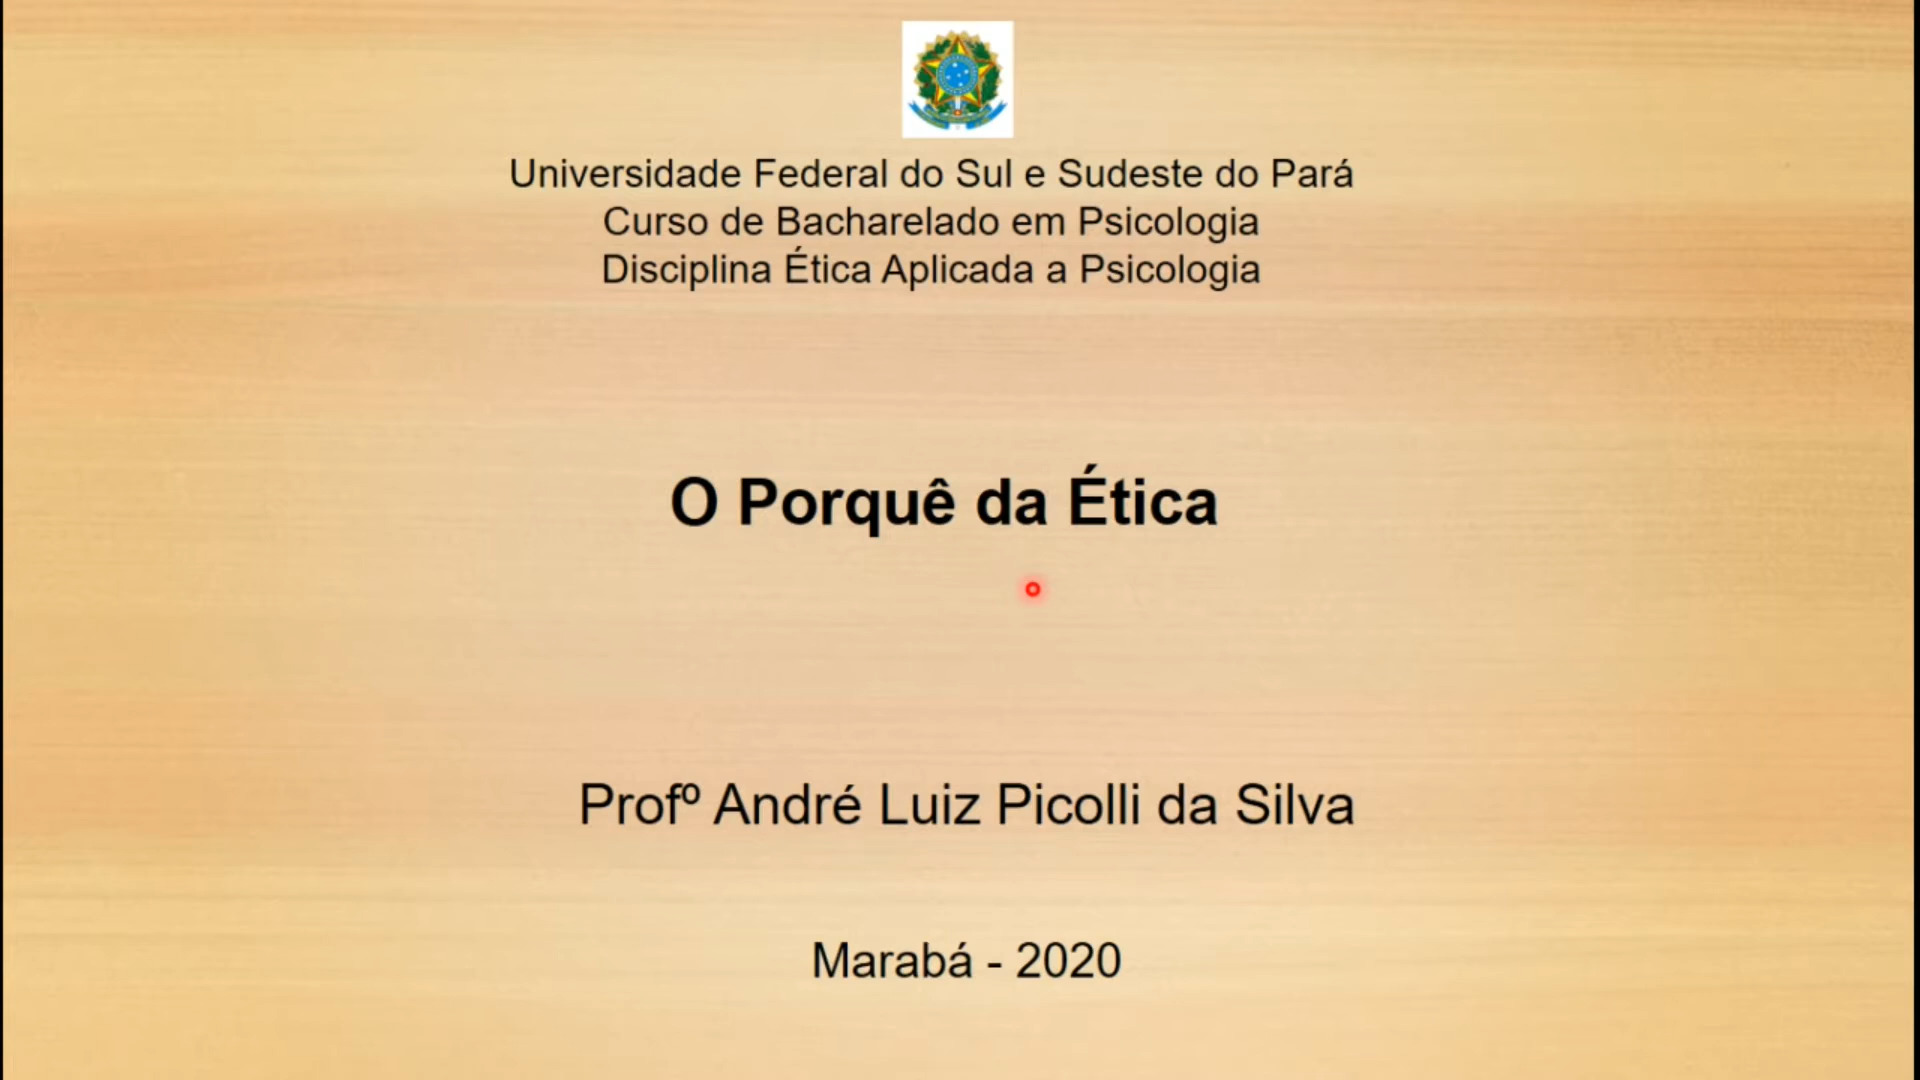 Universidade Federal do Sul e Sudeste do Pará
Curso de Bacharelado em Psicologia
Disciplina Ética Aplicada a Psicologia
O Porquê da Ética
Profº André Luiz Picolli da Silva
Marabá - 2020